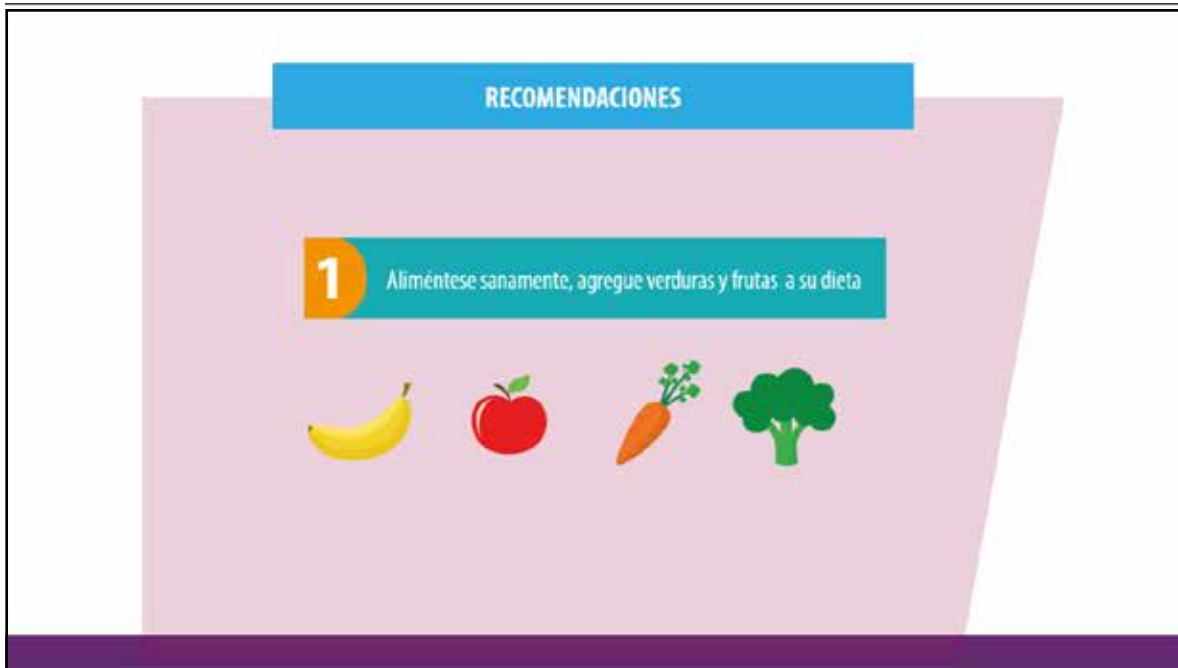 RECOMENDACIONES
1 Aliméntese sanamente, agregue verduras y frutas a su dieta